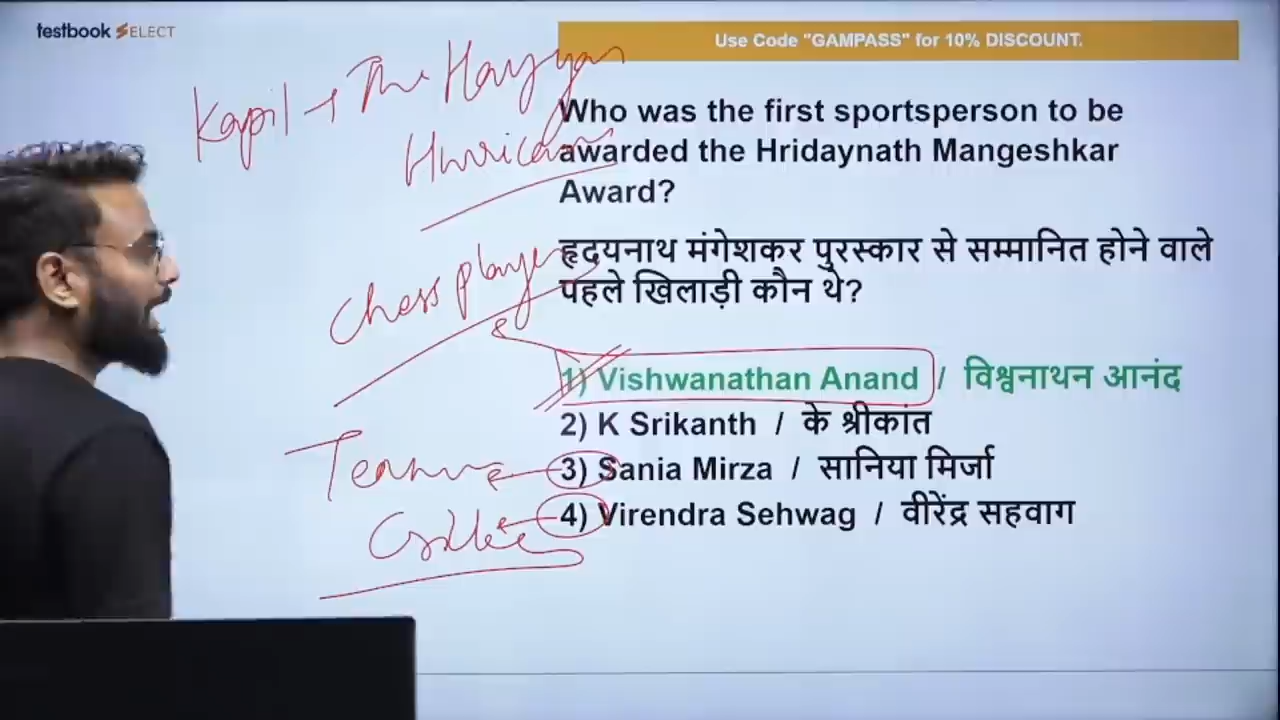 testbook SELECT
Use Code "GAMPASS" for 10% DISCOUNT.
Kapil → The Haryana
Hurricane
Who was the first sportsperson to be
awarded the Hridaynath Mangeshkar
Award?
हृदयनाथ मंगेशकर पुरस्कार से सम्मानित होने वाले
पहले खिलाड़ी कौन थे?
Chess player
1) Vishwanathan Anand / विश्वनाथन आनंद
2) K Srikanth / के श्रीकांत
3) Sania Mirza / सानिया मिर्जा
4) Virendra Sehwag / वीरेंद्र सहवाग